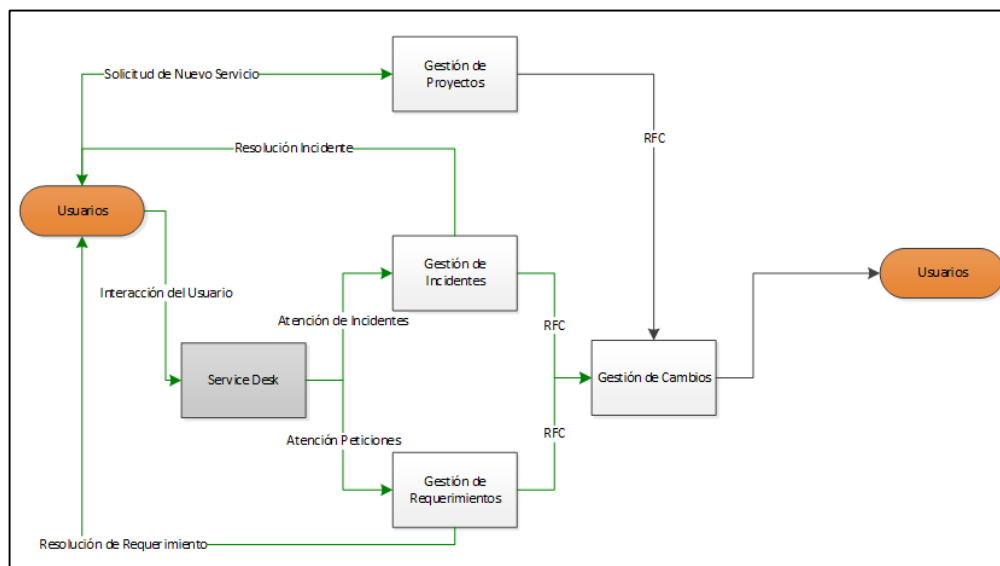 Gestión de
Proyectos
Solicitud de Nuevo Servicio
RFC
Resolución Incidente
Usuarios
Gestión de
Incidentes
Usuarios
Interacción del Usuario
Atención de Incidentes
RFC
Service Desk
Gestión de Cambios
Atención Peticiones
RFC
Gestión de
Requerimientos
Resolución de Requerimiento